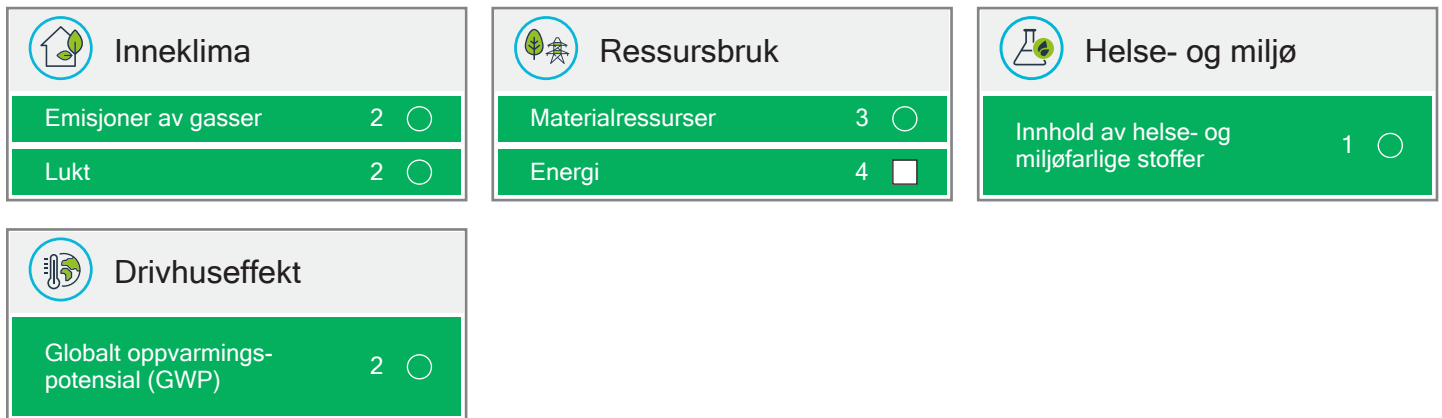 Inneklima
Emisjoner av gasser 2
Lukt 2
Ressursbruk
Materialressurser 3
Energi 4
Helse- og miljø
Innhold av helse- og
miljøfarlige stoffer 1
Drivhuseffekt
Globalt oppvarmings-
potensial (GWP) 2